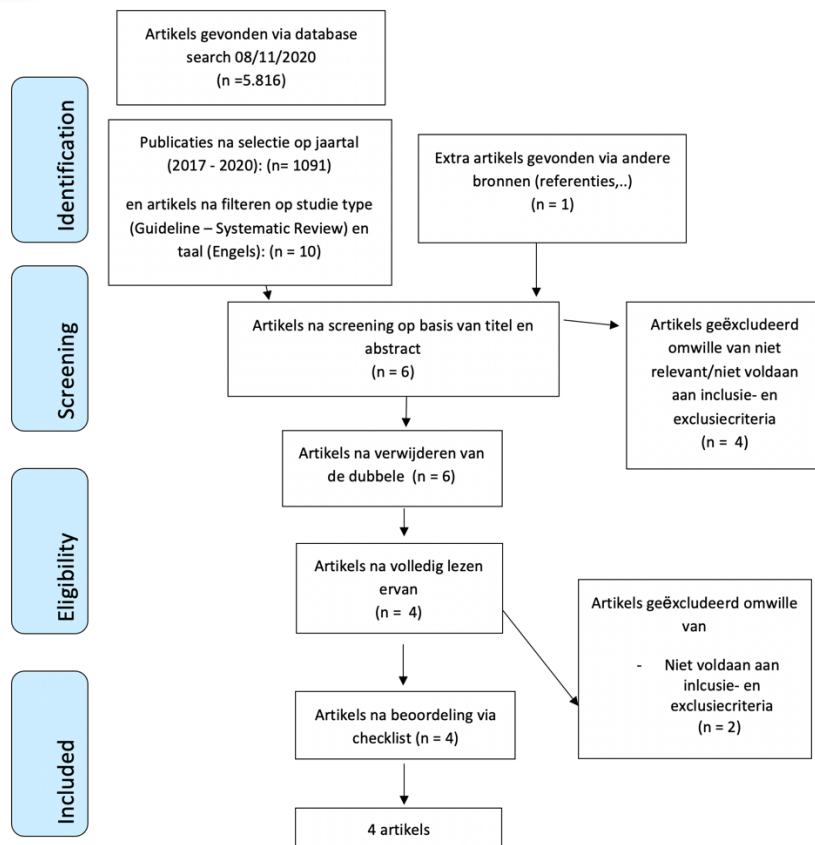 Artikels gevonden via database
search 08/11/2020
(n =5.816)
Identification
Publicaties na selectie op jaartal
(2017 - 2020): (n= 1091)
en artikels na filteren op studie type
(Guideline – Systematic Review) en
taal (Engels): (n = 10)
Extra artikels gevonden via andere
bronnen (referenties,..)
(n = 1)
Screening
Artikels na screening op basis van titel en
abstract
(n = 6)
Artikels geëxcludeerd
omwille van niet
relevant/niet voldaan
aan inclusie- en
exclusiecriteria
(n = 4)
Artikels na verwijderen van
de dubbele (n = 6)
Eligibility
Artikels na volledig lezen
ervan
(n = 4)
Artikels geëxcludeerd omwille
van
- Niet voldaan aan
inlcusie- en
exclusiecriteria
(n = 2)
Included
Artikels na beoordeling via
checklist (n = 4)
4 artikels